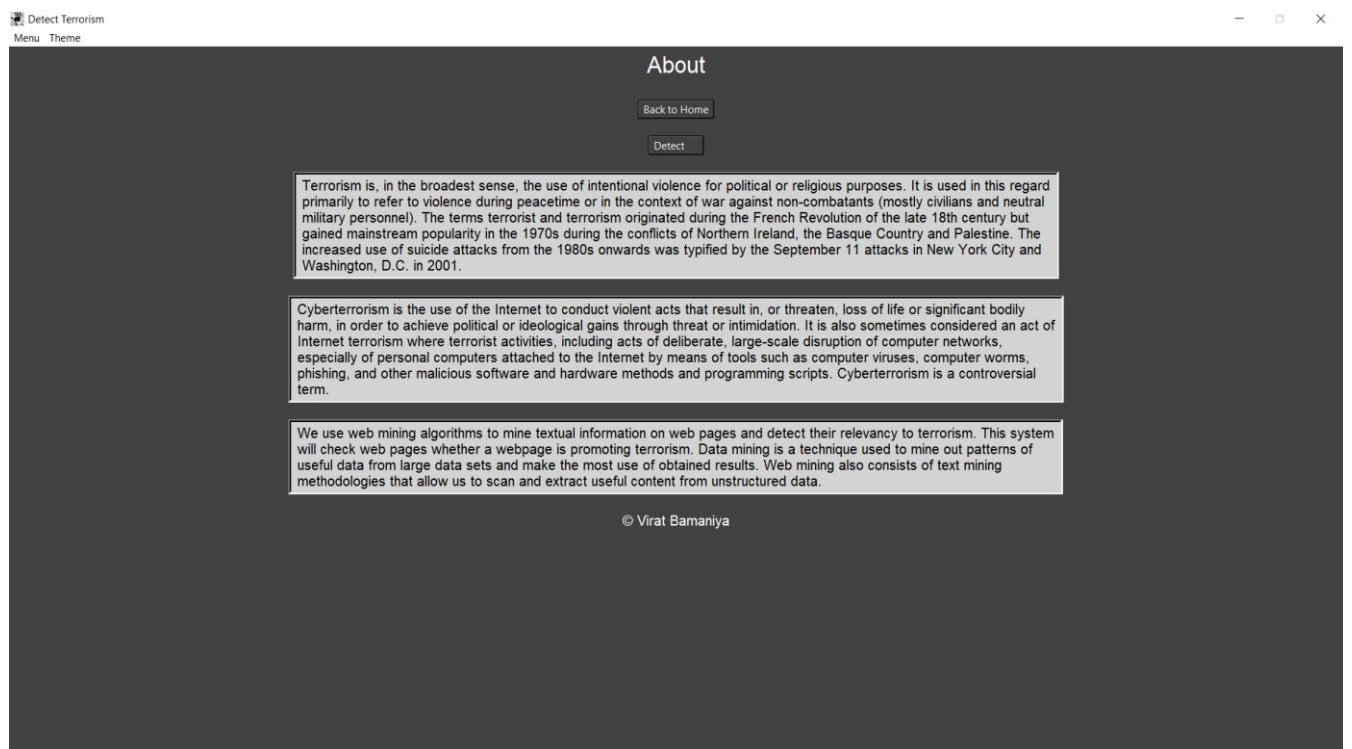 Detect Terrorism
Menu Theme
About
Back to Home
Detect
Terrorism is, in the broadest sense, the use of intentional violence for political or religious purposes. It is used in this regard
primarily to refer to violence during peacetime or in the context of war against non-combatants (mostly civilians and neutral
military personnel). The terms terrorist and terrorism originated during the French Revolution of the late 18th century but
gained mainstream popularity in the 1970s during the conflicts of Northern Ireland, the Basque Country and Palestine. The
increased use of suicide attacks from the 1980s onwards was typified by the September 11 attacks in New York City and
Washington, D.C. in 2001.
Cyberterrorism is the use of the Internet to conduct violent acts that result in, or threaten, loss of life or significant bodily
harm, in order to achieve political or ideological gains through threat or intimidation. It is also sometimes considered an act of
Internet terrorism where terrorist activities, including acts of deliberate, large-scale disruption of computer networks,
especially of personal computers attached to the Internet by means of tools such as computer viruses, computer worms,
phishing, and other malicious software and hardware methods and programming scripts. Cyberterrorism is a controversial
term.
We use web mining algorithms to mine textual information on web pages and detect their relevancy to terrorism. This system
will check web pages whether a webpage is promoting terrorism. Data mining is a technique used to mine out patterns of
useful data from large data sets and make the most use of obtained results. Web mining also consists of text mining
methodologies that allow us to scan and extract useful content from unstructured data.
© Virat Bamaniya